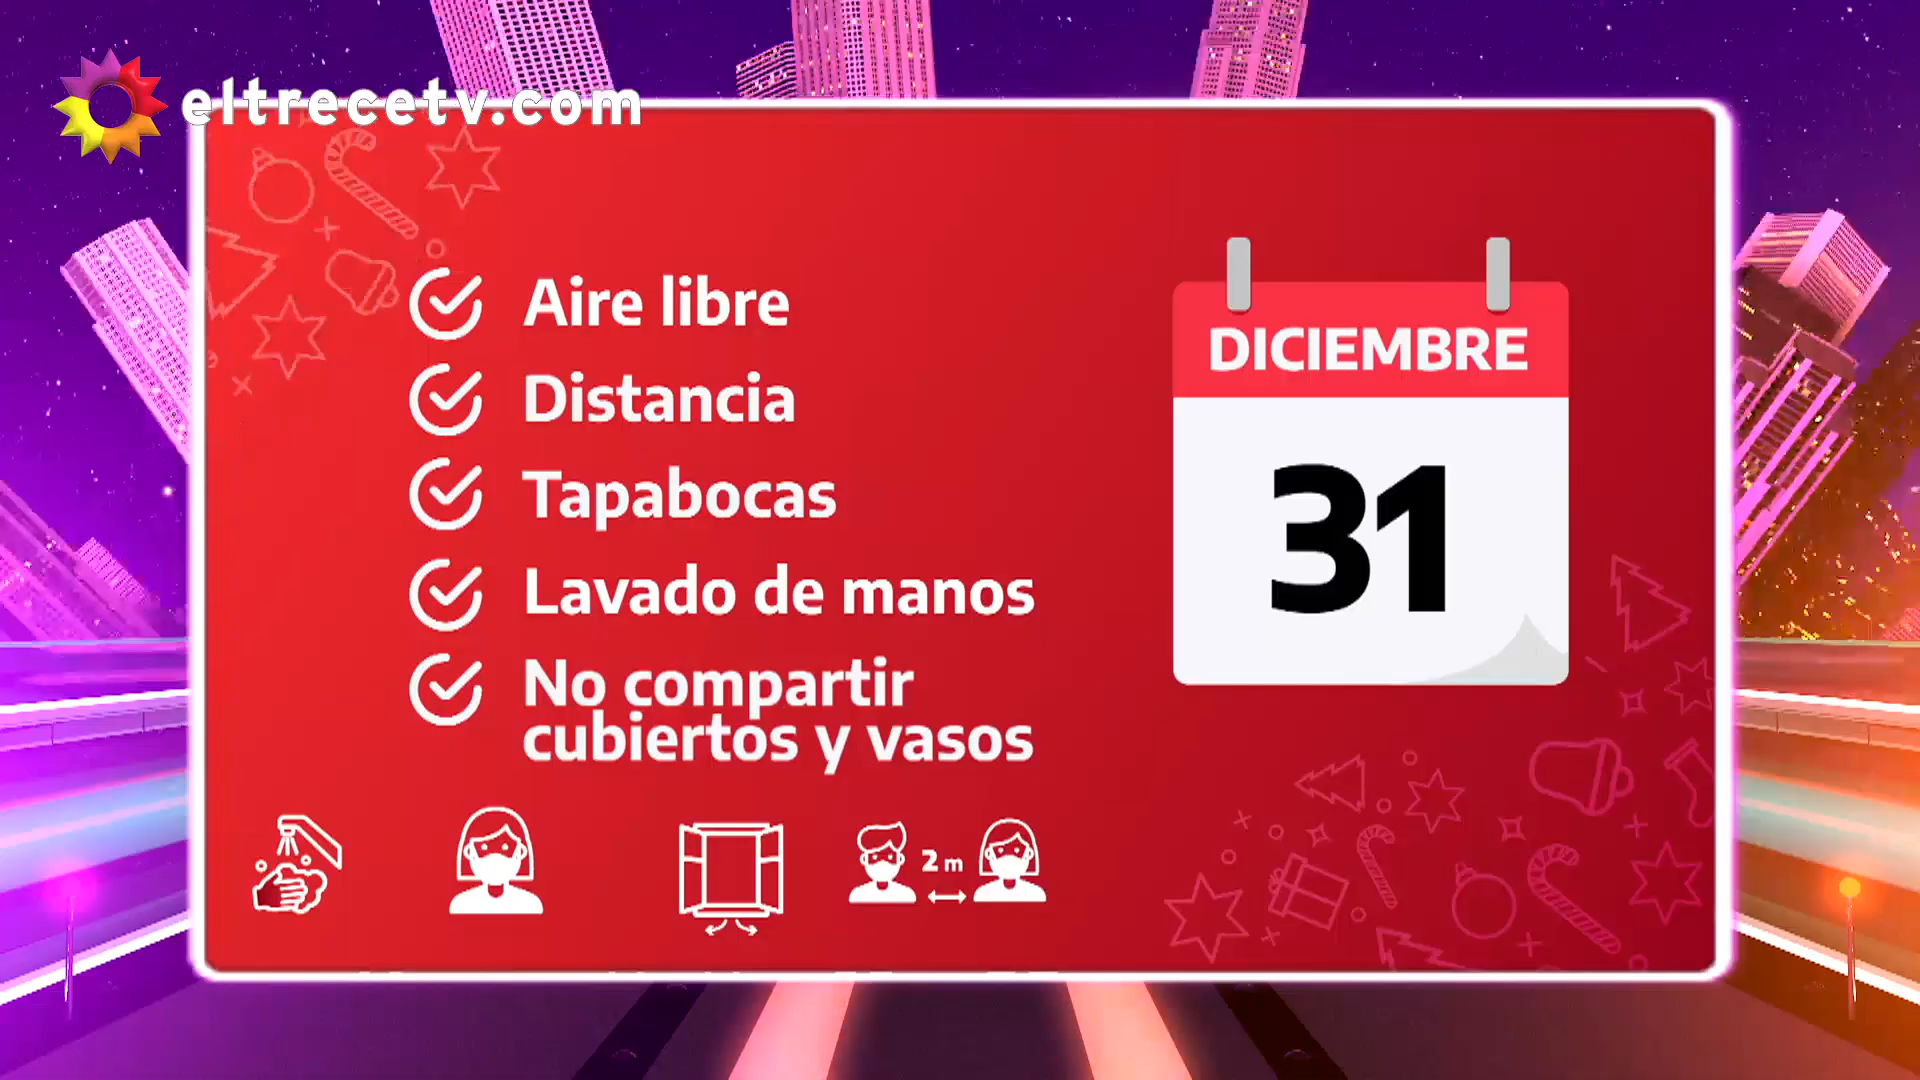 eltrecetv.com
Aire libre
Distancia
Tapabocas
Lavado de manos
No compartir
cubiertos y vasos
DICIEMBRE
31
2 m